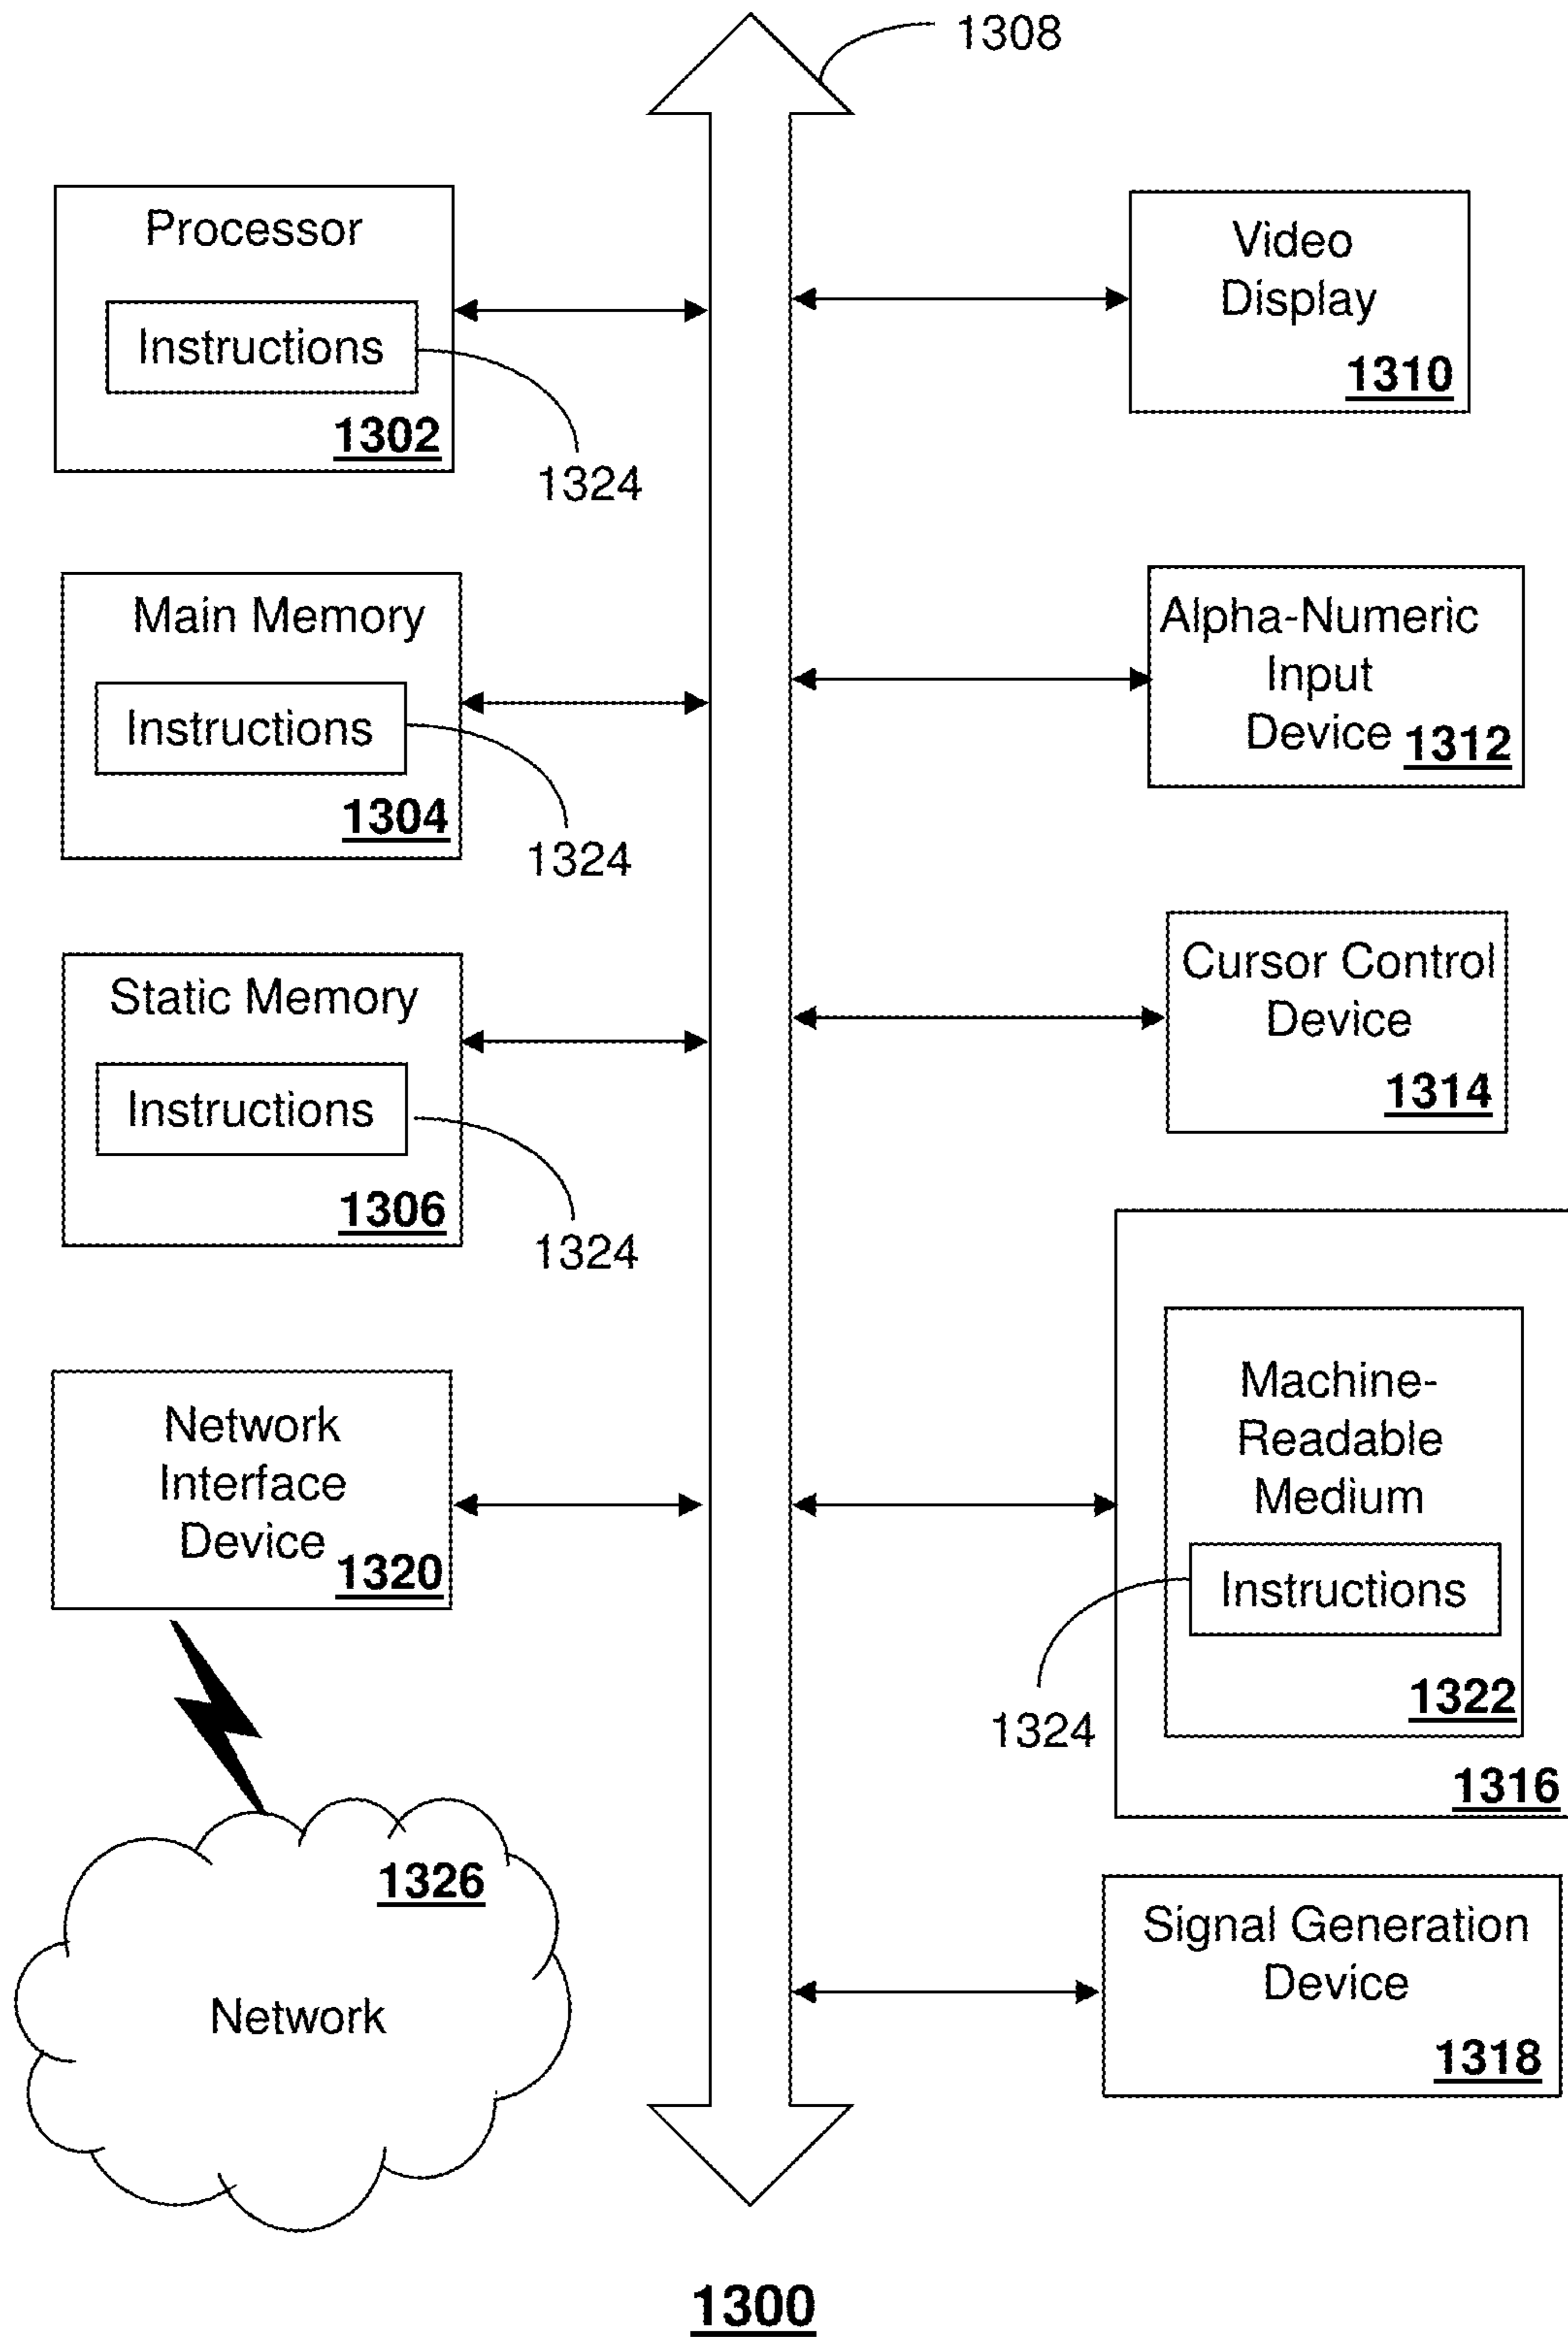 1308
Processor
Instructions
1302
1324
Main Memory
Instructions
1304
1324
Static Memory
Instructions
1306
1324
Network
Interface
Device
1320
1326
Network
Video
Display
1310
Alpha-Numeric
Input
Device 1312
Cursor Control
Device
1314
Machine-
Readable
Medium
Instructions
1324
1322
1316
Signal Generation
Device
1318
1300